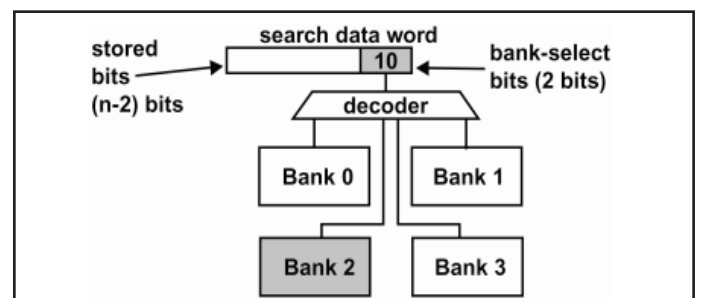 search data word
stored
bits
(n-2) bits
10
bank-select
bits (2 bits)
decoder
Bank 0
Bank 1
Bank 2
Bank 3